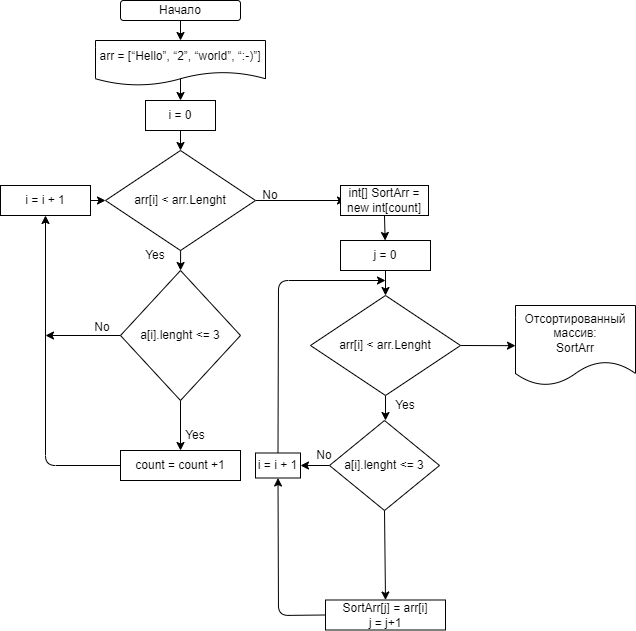 Начало
arr = [“Hello”, “2”, “world”, “:-)”]
i = 0
i = i + 1
arr[i] < arr.Lenght
No
int[] SortArr =
new int[count]
Yes
j = 0
No
a[i].lenght <= 3
Отсортированный
массив:
SortArr
arr[i] < arr.Lenght
Yes
Yes
count = count +1
i = i + 1
No
a[i].lenght <= 3
SortArr[j] = arr[i]
j = j+1